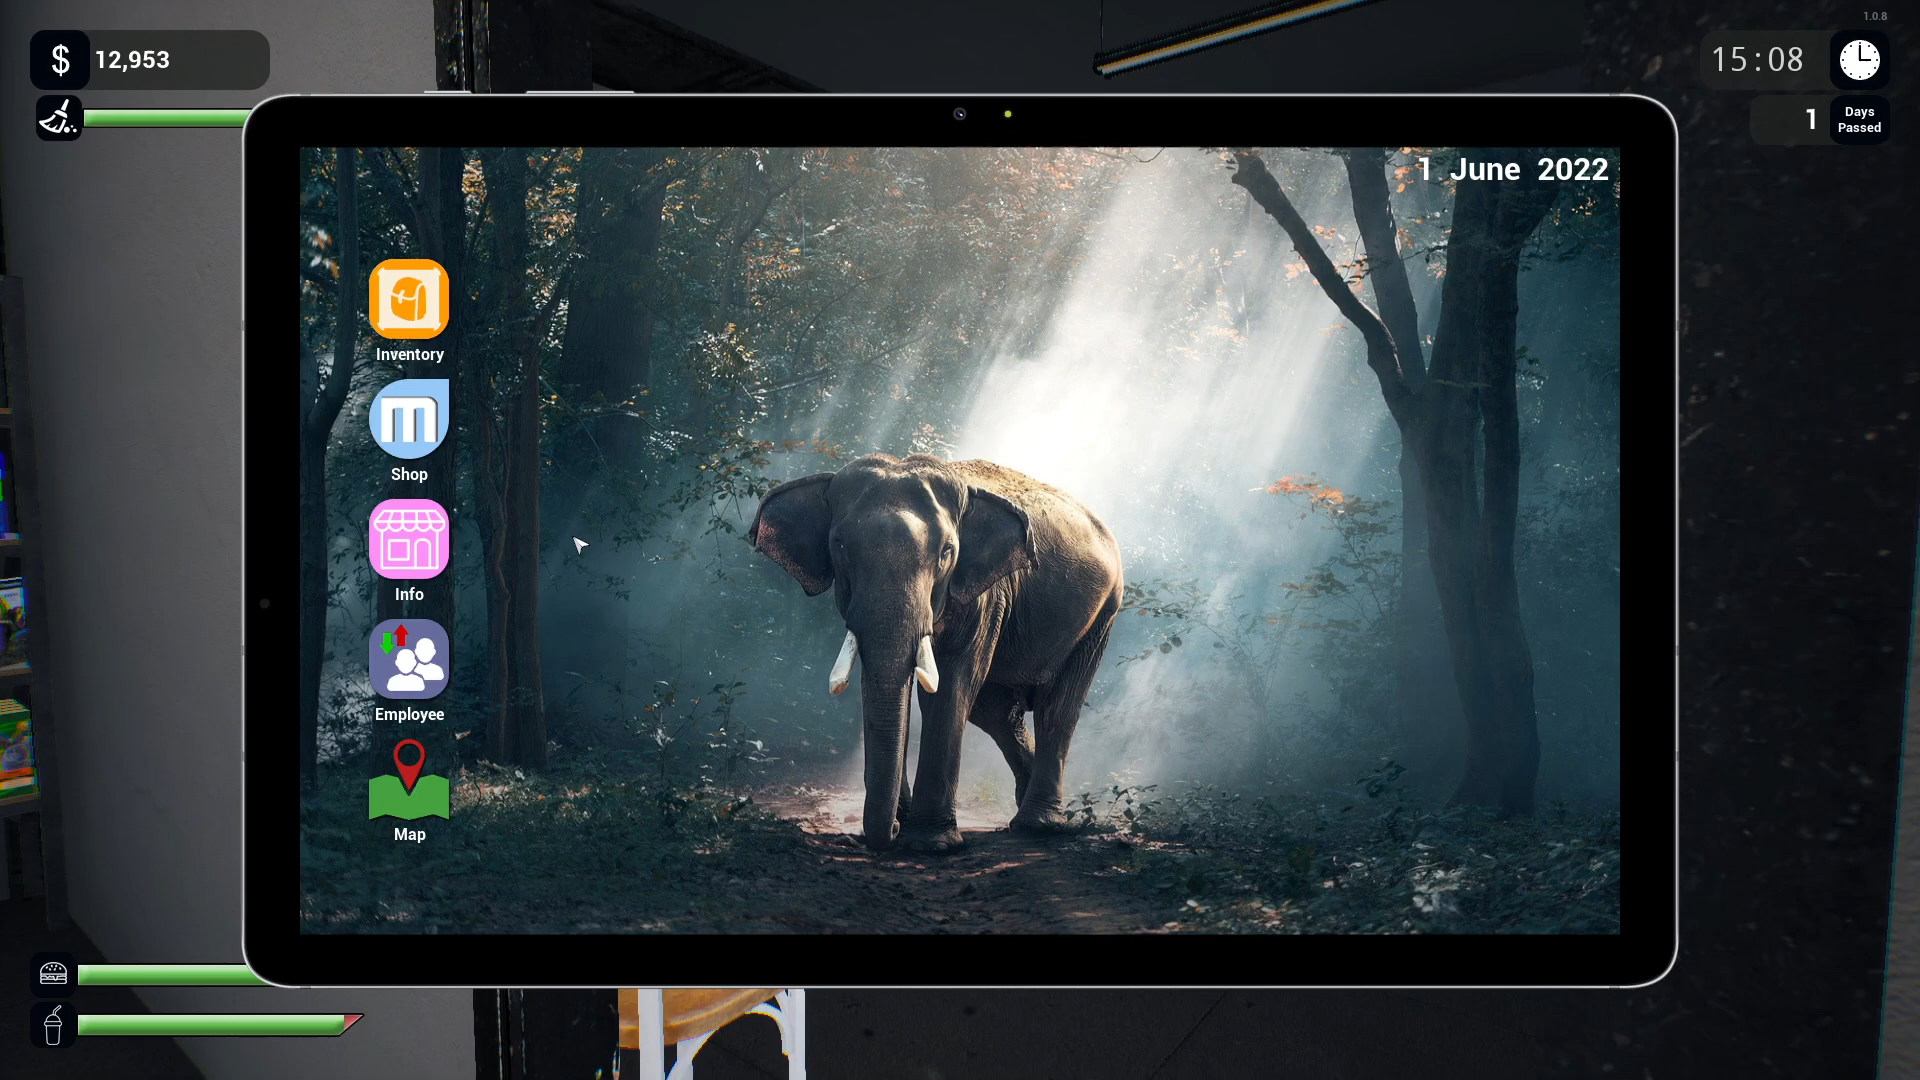 1.0.8
12,953
15:08
1 Days
Passed
1 June 2022
Inventory
Shop
Info
Employee
Map